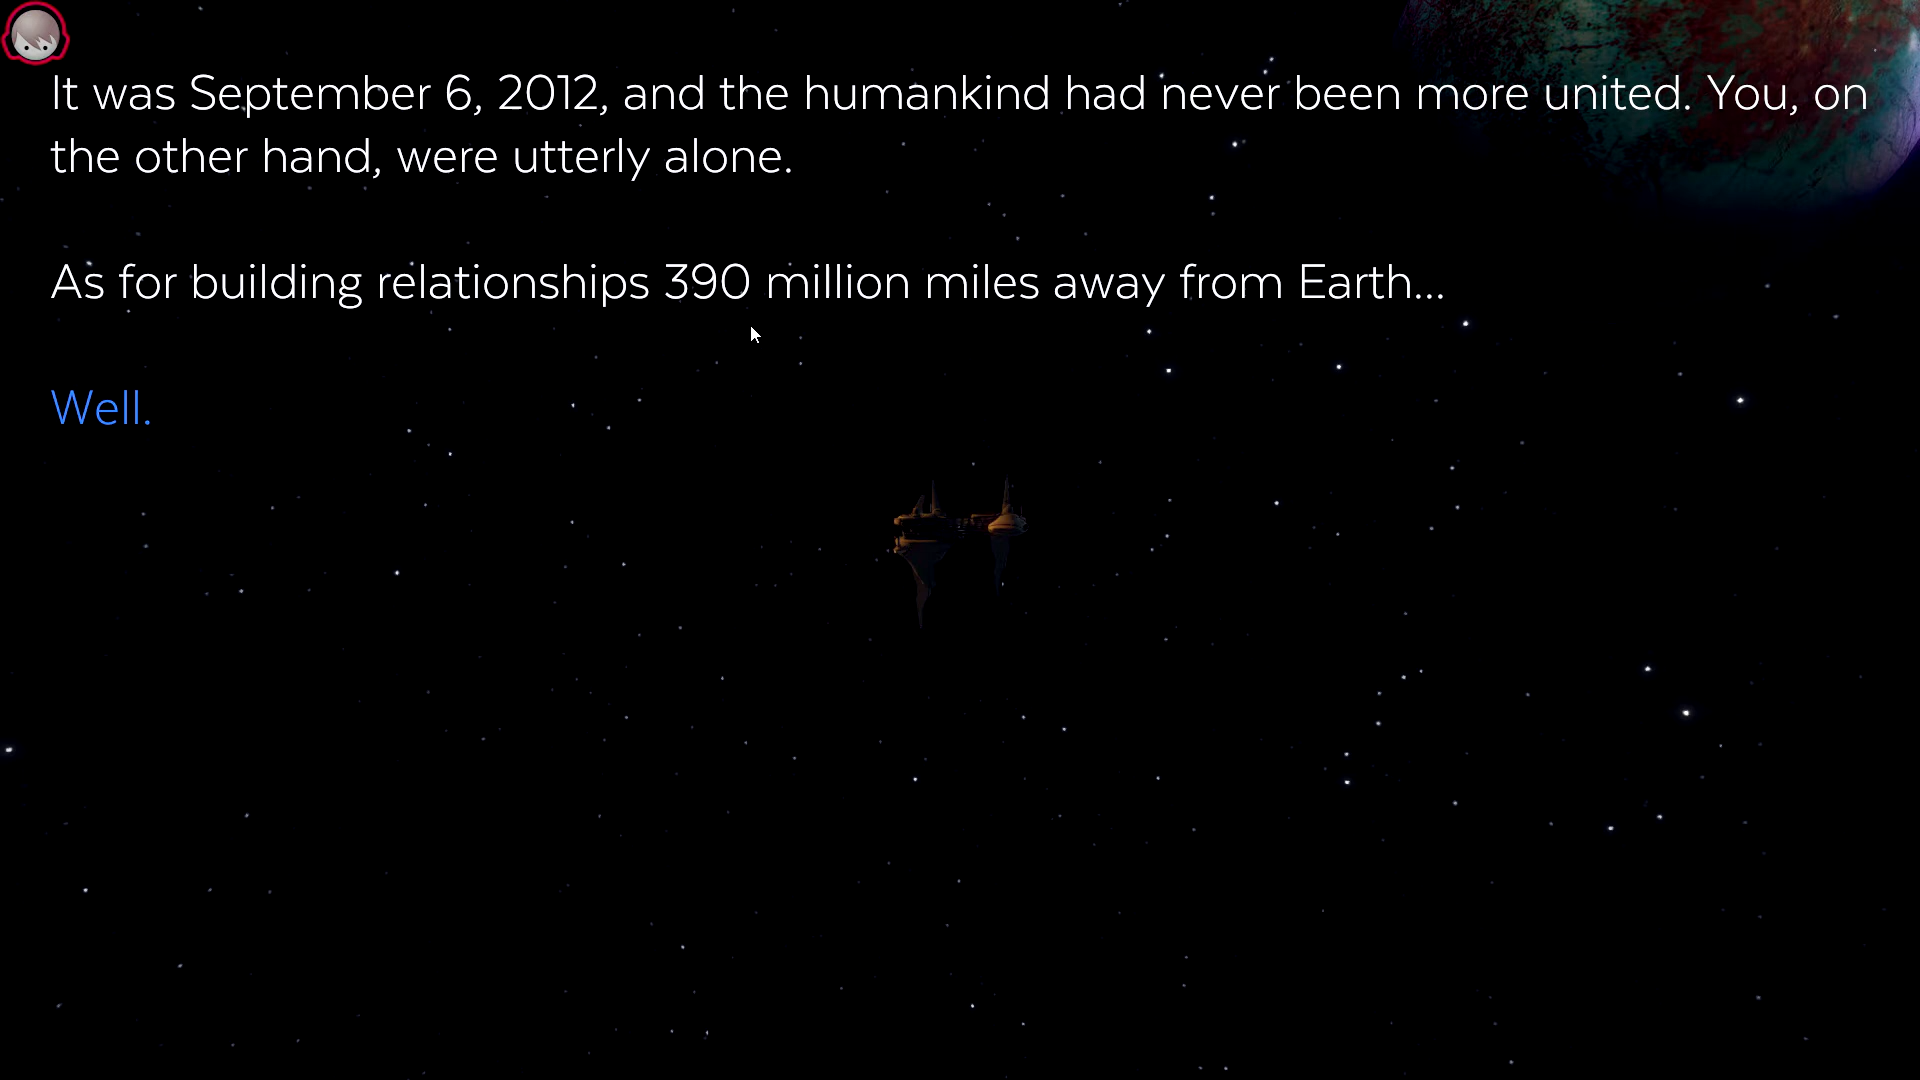 It was September 6, 2012, and the humankind had never been more united. You, on
the other hand, were utterly alone.
As for building relationships 390 million miles away from Earth...
Well.